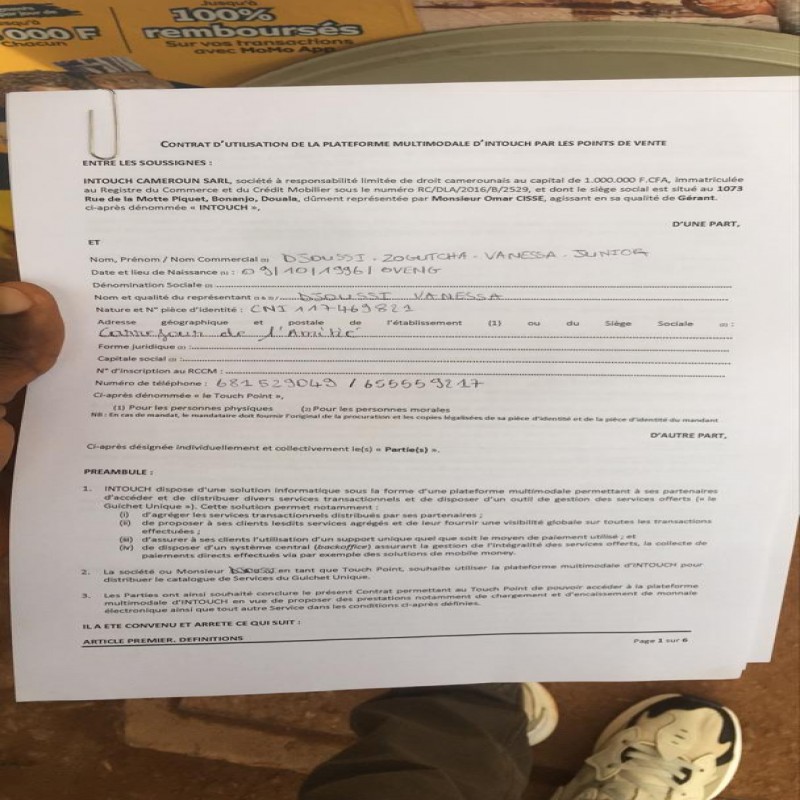 Jusqu'à
100%
remboursés
Sur vos transactions
avec MoMo App
000 F
Chacun
CONTRAT D'UTILISATION DE LA PLATEFORME MULTIMODALE D'INTOUCH PAR LES POINTS DE VENTE
ENTRE LES SOUSSIGNES :
INTOUCH CAMEROUN SARL, société à responsabilité limitée de droit camerounais au capital de 1.000.000 F.CFA, immatriculée
au Registre du Commerce et du Crédit Mobilier sous le numéro RC/DLA/2016/B/2529, et dont le siège social est situé au 1073
Rue de la Motte Piquet, Bonanjo, Douala, dûment représentée par Monsieur Omar CISSE, agissant en sa qualité de Gérant.
ci-après dénommée « INTOUCH »,
D'UNE PART,
ET
Nom, Prénom / Nom Commercial (1) DJOUSSI - ZOGUTCHA - VANESSA - JUNIOR
Date et lieu de Naissance (1) : 09/10/1996/ OVENG
Dénomination Sociale (2)
Nom et qualité du représentant (1 & 2) DJOUSSI VANESSA
Nature et N° pièce d'identité : CNI 117469821
Adresse géographique et postale de l'établissement (1) ou du Siège Sociale (2) :
Carrefour de l'Amitié
Forme juridique (2)
Capitale social (2) :
N° d'inscription au RCCM :
Numéro de téléphone : 681529049 / 655559217
Ci-après dénommée « le Touch Point »,
(1) Pour les personnes physiques (2) Pour les personnes morales
NB : En cas de mandat, le mandataire doit fournir l'original de la procuration et les copies légalisées de sa pièce d'identité et de la pièce d'identité du mandant
D'AUTRE PART,
Ci-après désignée individuellement et collectivement le(s) « Partie(s) ».
PREAMBULE :
1. INTOUCH dispose d'une solution informatique sous la forme d'une plateforme multimodale permettant à ses partenaires
d'accéder et de distribuer divers services transactionnels et de disposer d'un outil de gestion des services offerts (« le
Guichet Unique »). Cette solution permet notamment :
(i) d'agréger les services transactionnels distribués par ses partenaires ;
(ii) de proposer à ses clients lesdits services agrégés et de leur fournir une visibilité globale sur toutes les transactions
effectuées ;
(iii) d'assurer à ses clients l'utilisation d'un support unique quel que soit le moyen de paiement utilisé ; et
(iv) de disposer d'un système central (backoffice) assurant la gestion de l'intégralité des services offerts, la collecte de
paiements directs effectués via par exemple des solutions de mobile money.
2. La société ou Monsieur DJOUSSI en tant que Touch Point, souhaite utiliser la plateforme multimodale d'INTOUCH pour
distribuer le catalogue de Services du Guichet Unique.
3. Les Parties ont ainsi souhaité conclure le présent Contrat permettant au Touch Point de pouvoir accéder à la plateforme
multimodale d'INTOUCH en vue de proposer des prestations notamment de chargement et d'encaissement de monnaie
électronique ainsi que tout autre Service dans les conditions ci-après définies.
IL A ETE CONVENU ET ARRETE CE QUI SUIT :
ARTICLE PREMIER. DEFINITIONS
Page 1 sur 6